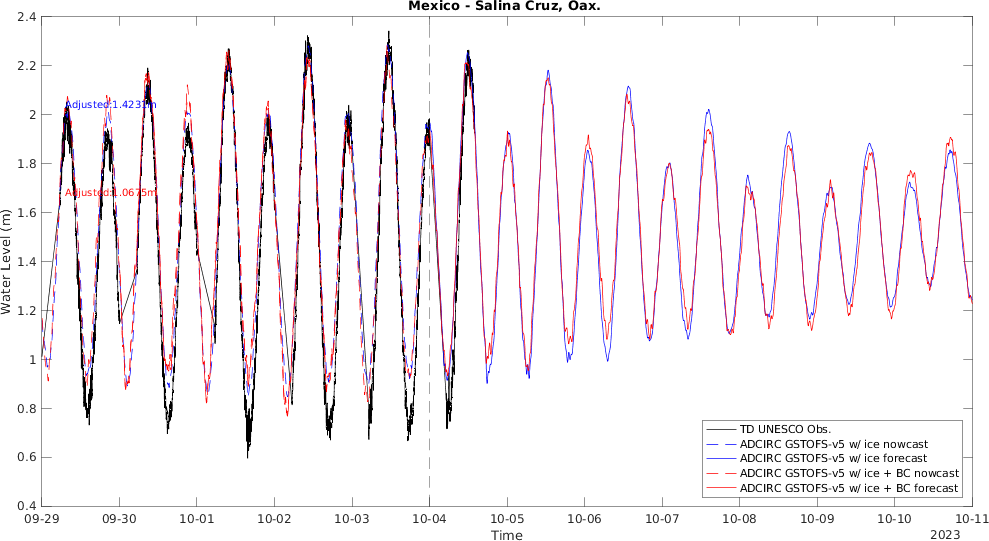 Mexico - Salina Cruz, Oax.
2.4
2.2
2
1.8
1.6
1.4
1.2
1
0.8
0.6
0.4
Water Level (m)
Adjusted:1.4231m
Adjusted:1.0675m
TD UNESCO Obs.
ADCIRC GSTOFS-v5 w/ ice nowcast
ADCIRC GSTOFS-v5 w/ ice forecast
ADCIRC GSTOFS-v5 w/ ice + BC nowcast
ADCIRC GSTOFS-v5 w/ ice + BC forecast
09-29 09-30 10-01 10-02 10-03 10-04 10-05 10-06 10-07 10-08 10-09 10-10 10-11
Time
2023